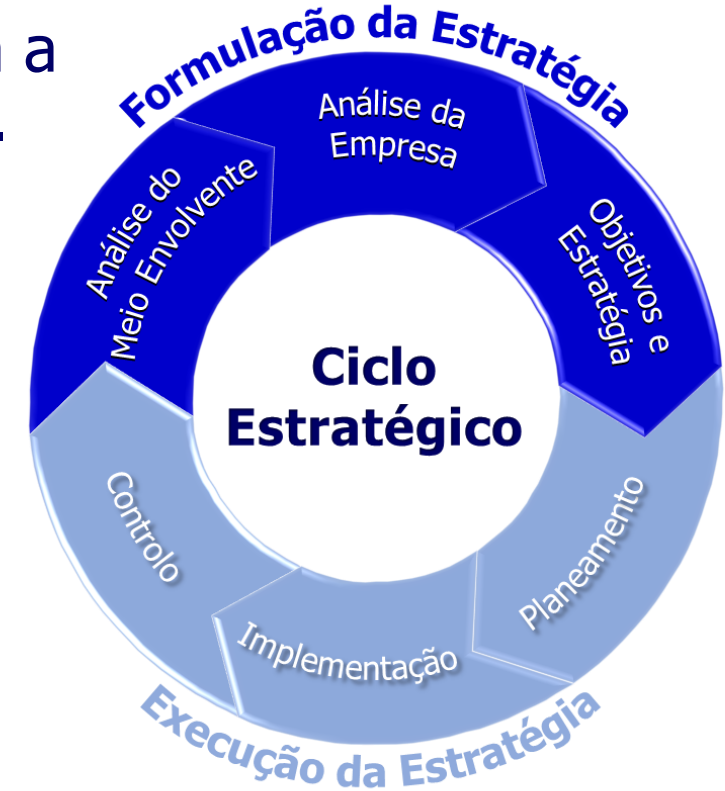 a
Formulação da Estratégia
Análise do
Meio Envolvente
Análise da
Empresa
Objetivos e
Estratégia
Ciclo
Estratégico
Planeamento
Implementação
Controlo
Execução da Estratégia